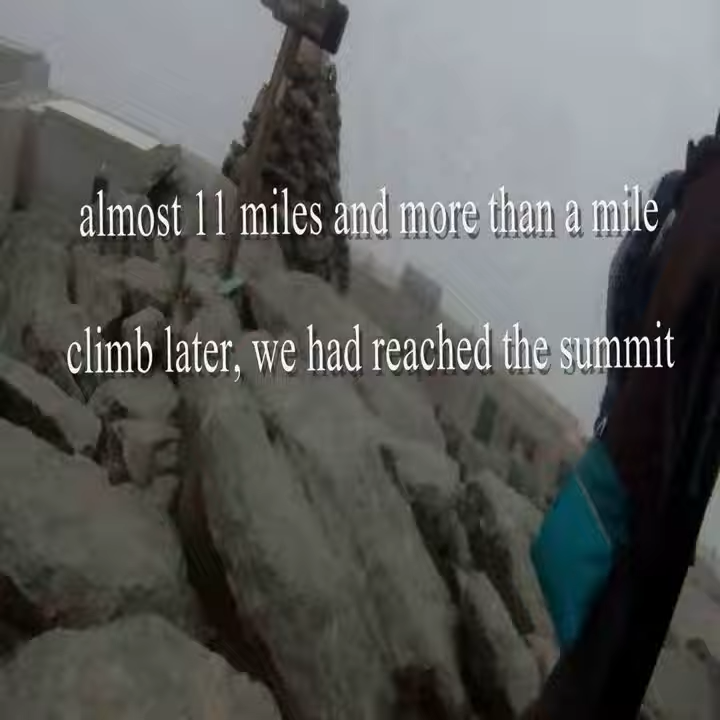 almost 11 miles and more than a mile
climb later, we had reached the summit